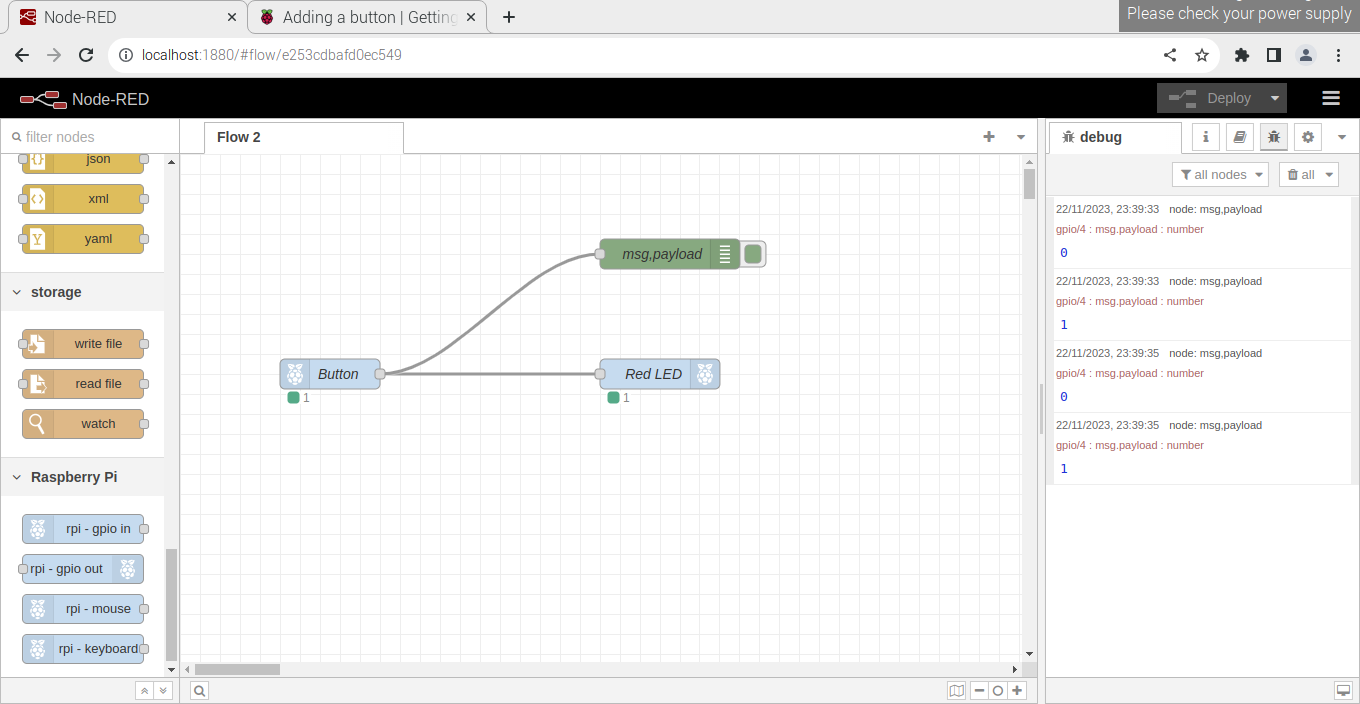 Node-RED
Adding a button | Getting
Please check your power supply
localhost:1880/#flow/e253cdbafd0ec549
Node-RED
Deploy
filter nodes
json
xml
yaml
storage
write file
read file
watch
Raspberry Pi
rpi - gpio in
rpi - gpio out
rpi - mouse
rpi - keyboard
Flow 2
msg,payload
Button
1
Red LED
1
debug
all nodes
all
22/11/2023, 23:39:33 node: msg,payload
gpio/4 : msg.payload : number
0
22/11/2023, 23:39:33 node: msg,payload
gpio/4 : msg.payload : number
1
22/11/2023, 23:39:35 node: msg,payload
gpio/4 : msg.payload : number
0
22/11/2023, 23:39:35 node: msg,payload
gpio/4 : msg.payload : number
1